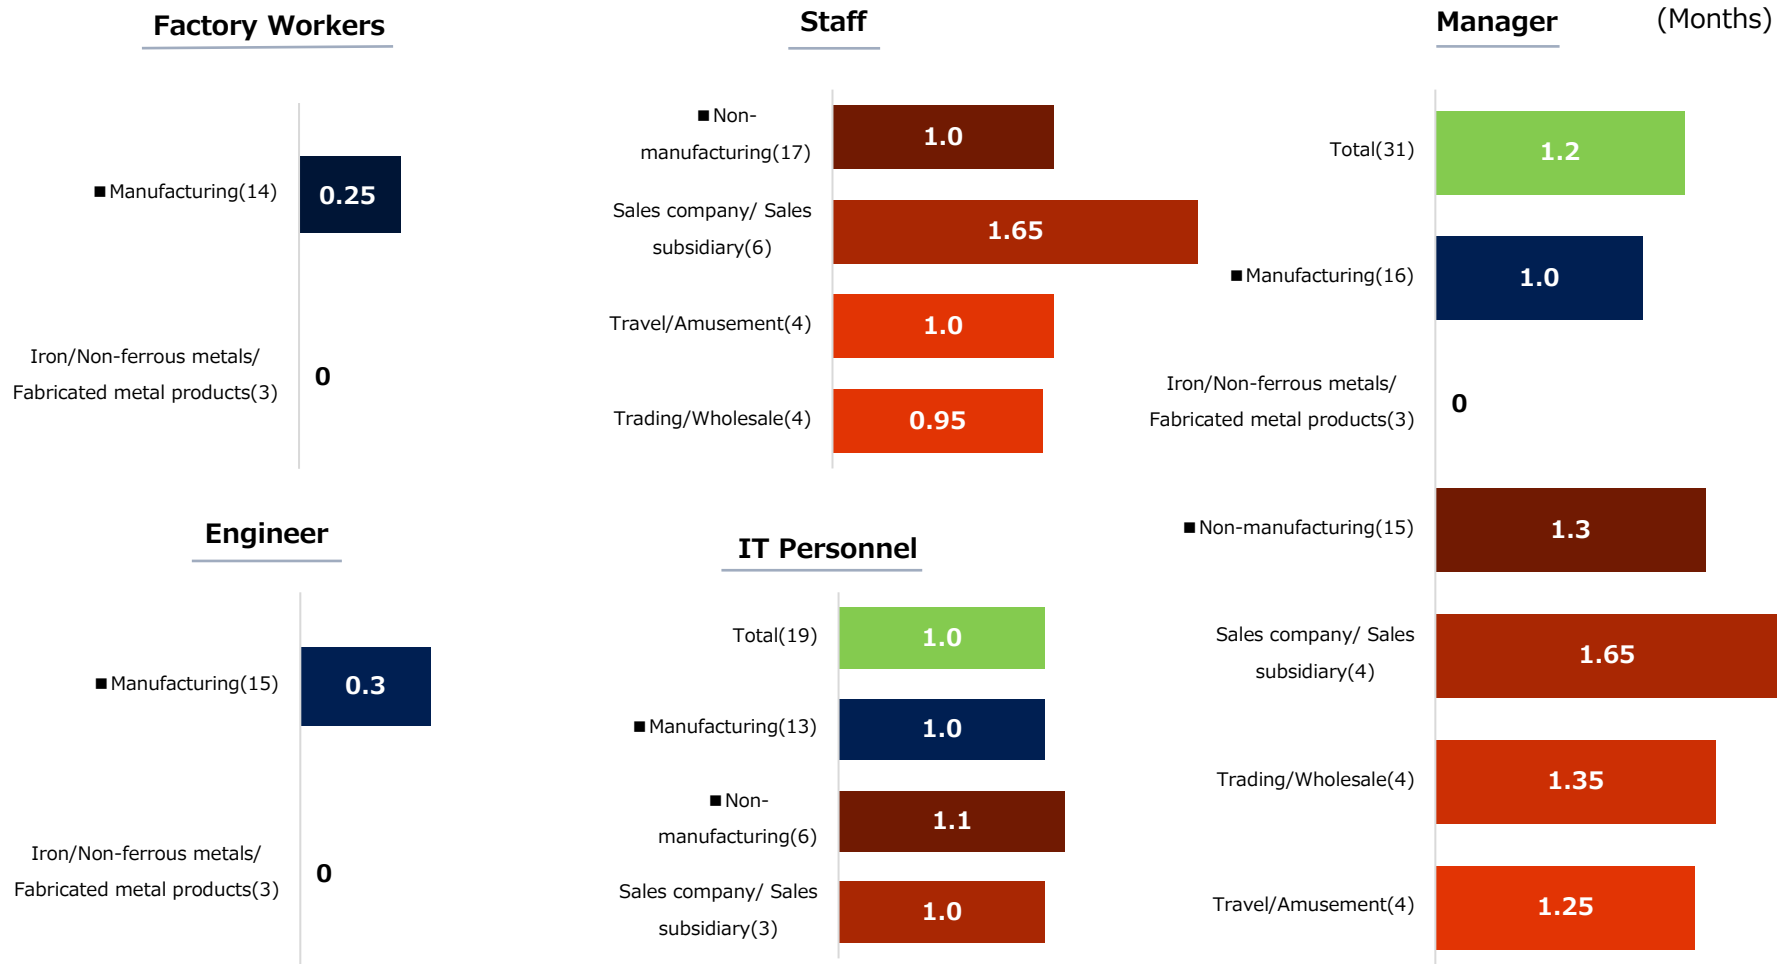 Factory Workers
■Manufacturing(14)
0.25
Iron/Non-ferrous metals/
Fabricated metal products(3)
0
Engineer
■Manufacturing(15)
0.3
Iron/Non-ferrous metals/
Fabricated metal products(3)
0
Staff
■Non-
manufacturing(17)
1.0
Sales company/ Sales
subsidiary(6)
1.65
Travel/Amusement(4)
1.0
Trading/Wholesale(4)
0.95
IT Personnel
Total(19)
1.0
■Manufacturing(13)
1.0
■Non-
manufacturing(6)
1.1
Sales company/ Sales
subsidiary(3)
1.0
Manager
(Months)
Total(31)
1.2
■Manufacturing(16)
1.0
Iron/Non-ferrous metals/
Fabricated metal products(3)
0
■Non-manufacturing(15)
1.3
Sales company/ Sales
subsidiary(4)
1.65
Trading/Wholesale(4)
1.35
Travel/Amusement(4)
1.25